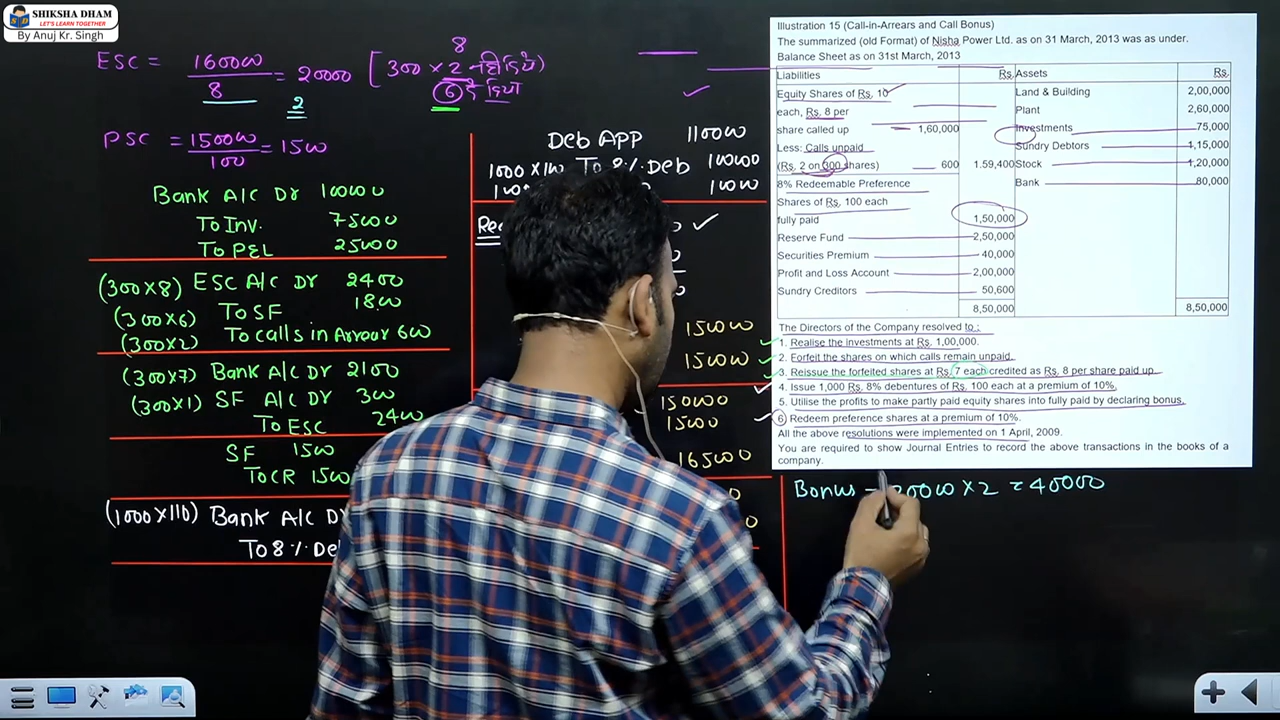 SHIKSHA DHAM
LET'S LEARN TOGETHER
By Anuj Kr. Singh
ESC = 160000 / 8 = 20000 [300 × 2 नहीं दिये)
8
2
6 दे दिया
PSC = 150000 / 100 = 1500
Bank A/C Dr 100000
To Inv. 75000
To P&L 25000
(300×8) ESC A/C Dr 2400
(300×6) To SF 1800
(300×2) To calls in Arrear 600
(300×7) Bank A/C Dr 2100
(300×1) SF A/C Dr 300
To ESC 2400
SF 1500
To CR 1500
(1000×110) Bank A/C D
To 8% De
Deb APP 110000
1000×100 To 8% Deb 100000
10000
150000
150000
150000
15000
165000
Illustration 15 (Call-in-Arrears and Call Bonus)
The summarized (old Format) of Nisha Power Ltd. as on 31 March, 2013 was as under.
Balance Sheet as on 31st March, 2013
Liabilities Rs. Assets Rs.
Equity Shares of Rs. 10 Land & Building 2,00,000
each, Rs. 8 per Plant 2,60,000
share called up 1,60,000 Investments 75,000
Less: Calls unpaid Sundry Debtors 1,15,000
(Rs. 2 on 300 shares) 600 1.59,400 Stock 1,20,000
8% Redeemable Preference Bank 80,000
Shares of Rs. 100 each
fully paid 1,50,000
Reserve Fund 2,50,000
Securities Premium 40,000
Profit and Loss Account 2,00,000
Sundry Creditors 50,600
8,50,000 8,50,000
The Directors of the Company resolved to :
1. Realise the investments at Rs. 1,00,000.
2. Forfeit the shares on which calls remain unpaid.
3. Reissue the forfeited shares at Rs. 7 each credited as Rs. 8 per share paid up.
4. Issue 1,000 Rs. 8% debentures of Rs. 100 each at a premium of 10%.
5. Utilise the profits to make partly paid equity shares into fully paid by declaring bonus.
6. Redeem preference shares at a premium of 10%.
All the above resolutions were implemented on 1 April, 2009.
You are required to show Journal Entries to record the above transactions in the books of a
company.
Bonus = 20000 × 2 = 40000